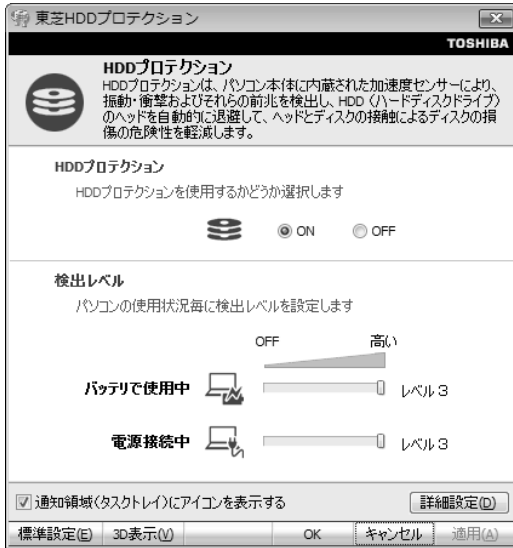 東芝HDDプロテクション
TOSHIBA
HDDプロテクション
HDDプロテクションは、パソコン本体に内蔵された加速度センサーにより、
振動・衝撃およびそれらの前兆を検出し、HDD（ハードディスクドライブ）
のヘッドを自動的に退避して、ヘッドとディスクの接触によるディスクの損
傷の危険性を軽減します。
HDDプロテクション
HDDプロテクションを使用するかどうか選択します
ON OFF
検出レベル
パソコンの使用状況毎に検出レベルを設定します
OFF 高い
バッテリで使用中 レベル 3
電源接続中 レベル 3
通知領域(タスクトレイ)にアイコンを表示する 詳細設定(D)
標準設定(E) 3D表示(V) OK キャンセル 適用(A)